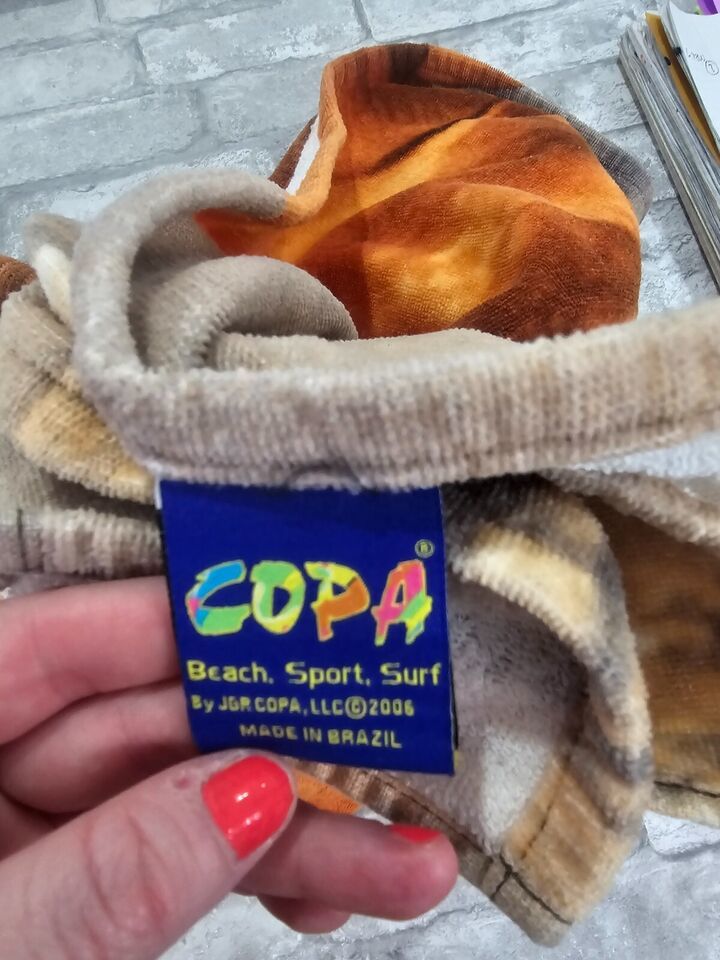 COPA®
Beach, Sport, Surf
By JGR COPA, LLC©2006
MADE IN BRAZIL